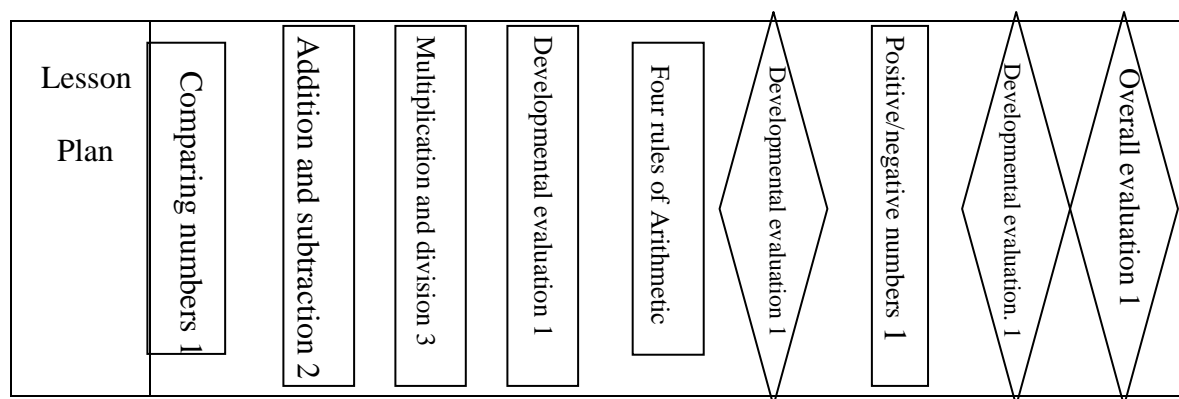 Lesson
Plan
Comparing numbers 1
Addition and subtraction 2
Multiplication and division 3
Developmental evaluation 1
Four rules of Arithmetic
Developmental evaluation 1
Positive/negative numbers 1
Developmental evaluation. 1
Overall evaluation 1